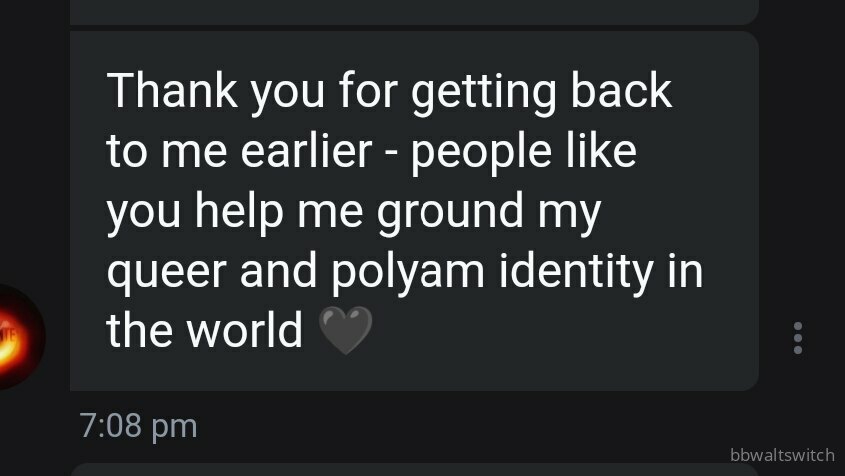 Thank you for getting back
to me earlier - people like
you help me ground my
queer and polyam identity in
the world 🖤
7:08 pm
bbwaltswitch